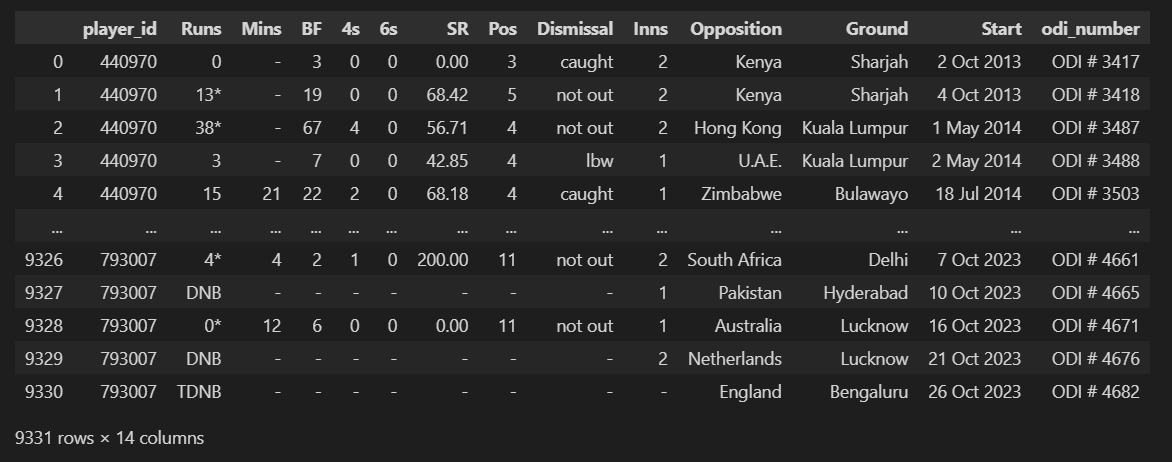 player_id Runs Mins BF 4s 6s SR Pos Dismissal Inns Opposition Ground Start odi_number
0 440970 0 - 3 0 0 0.00 3 caught 2 Kenya Sharjah 2 Oct 2013 ODI # 3417
1 440970 13* - 19 0 0 68.42 5 not out 2 Kenya Sharjah 4 Oct 2013 ODI # 3418
2 440970 38* - 67 4 0 56.71 4 not out 2 Hong Kong Kuala Lumpur 1 May 2014 ODI # 3487
3 440970 3 - 7 0 0 42.85 4 lbw 1 U.A.E. Kuala Lumpur 2 May 2014 ODI # 3488
4 440970 15 21 22 2 0 68.18 4 caught 1 Zimbabwe Bulawayo 18 Jul 2014 ODI # 3503
... ... ... ... ... ... ... ... ... ... ... ... ... ... ...
9326 793007 4* 4 2 1 0 200.00 11 not out 2 South Africa Delhi 7 Oct 2023 ODI # 4661
9327 793007 DNB - - - - - - - 1 Pakistan Hyderabad 10 Oct 2023 ODI # 4665
9328 793007 0* 12 6 0 0 0.00 11 not out 1 Australia Lucknow 16 Oct 2023 ODI # 4671
9329 793007 DNB - - - - - - - 2 Netherlands Lucknow 21 Oct 2023 ODI # 4676
9330 793007 TDNB - - - - - - - - England Bengaluru 26 Oct 2023 ODI # 4682
9331 rows × 14 columns